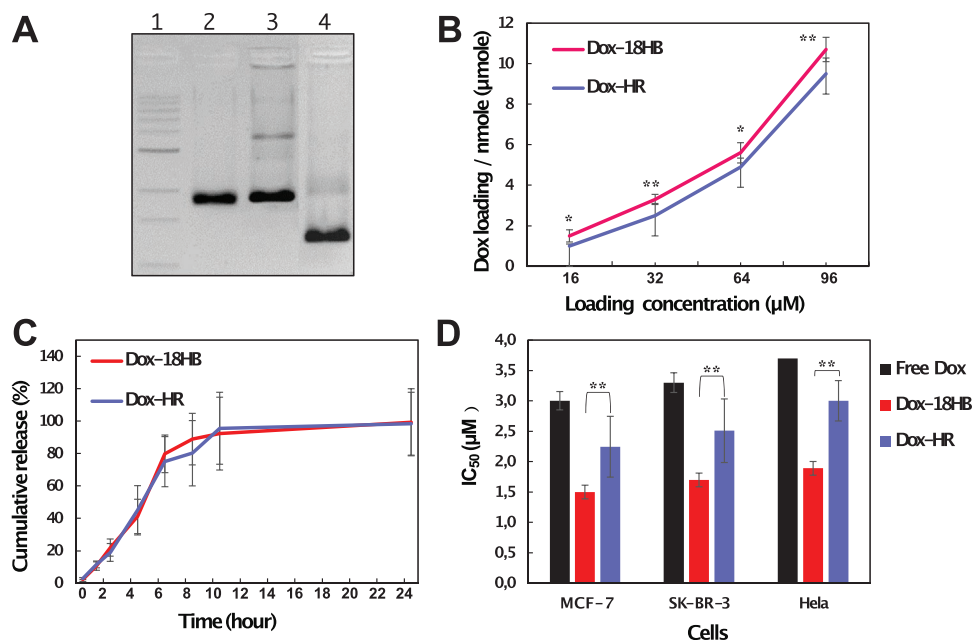 A
1 2 3 4
B
12
10
8
6
4
2
0
Dox loading / nmole (µmole)
Dox-18HB
Dox-HR
*
**
*
**
16 32 64 96
Loading concentration (µM)
C
140
120
100
80
60
40
20
0
Cumulative release (%)
Dox-18HB
Dox-HR
0 2 4 6 8 10 12 14 16 18 20 22 24
Time (hour)
D
4,0
3,5
3,0
2,5
2,0
1,5
1,0
0,5
0,0
IC50 (µM )
**
**
**
Free Dox
Dox-18HB
Dox-HR
MCF-7 SK-BR-3 Hela
Cells